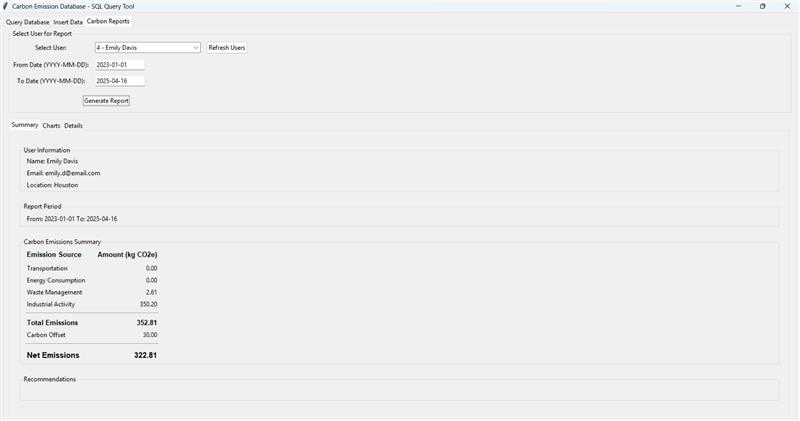 Carbon Emission Database - SQL Query Tool
Query Database Insert Data Carbon Reports
Select User for Report
Select User: 4 - Emily Davis Refresh Users
From Date (YYYY-MM-DD): 2023-01-01
To Date (YYYY-MM-DD): 2025-04-16
Generate Report
Summary Charts Details
User Information
Name: Emily Davis
Email: emily.d@email.com
Location: Houston
Report Period
From: 2023-01-01 To: 2025-04-16
Carbon Emissions Summary
Emission Source Amount (kg CO2e)
Transportation 0.00
Energy Consumption 0.00
Waste Management 2.61
Industrial Activity 350.20
Total Emissions 352.81
Carbon Offset 30.00
Net Emissions 322.81
Recommendations